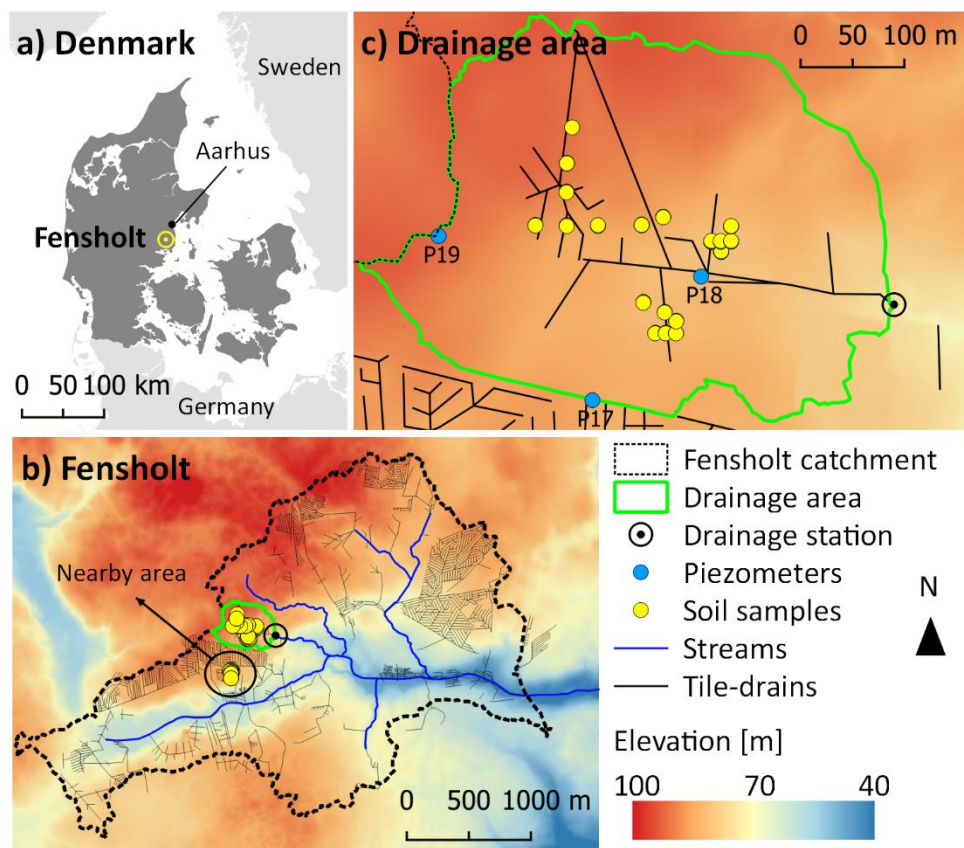 a) Denmark
Sweden
Aarhus
Fensholt
0 50 100 km
Germany
c) Drainage area
0 50 100 m
P19
P18
P17
b) Fensholt
Nearby area
0 500 1000 m
Fensholt catchment
Drainage area
Drainage station
Piezometers
Soil samples
Streams
Tile-drains
N
Elevation [m]
100 70 40